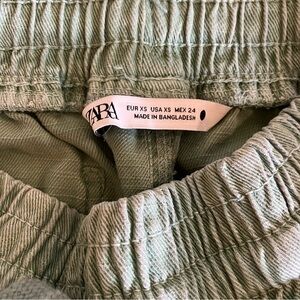 ZARA
EUR XS USA XS MEX 24
MADE IN BANGLADESH